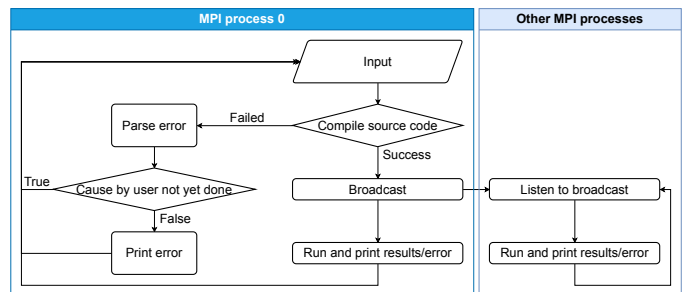 MPI process 0
Other MPI processes
Input
Parse error
Failed
Compile source code
Success
True
Cause by user not yet done
Broadcast
Listen to broadcast
False
Print error
Run and print results/error
Run and print results/error